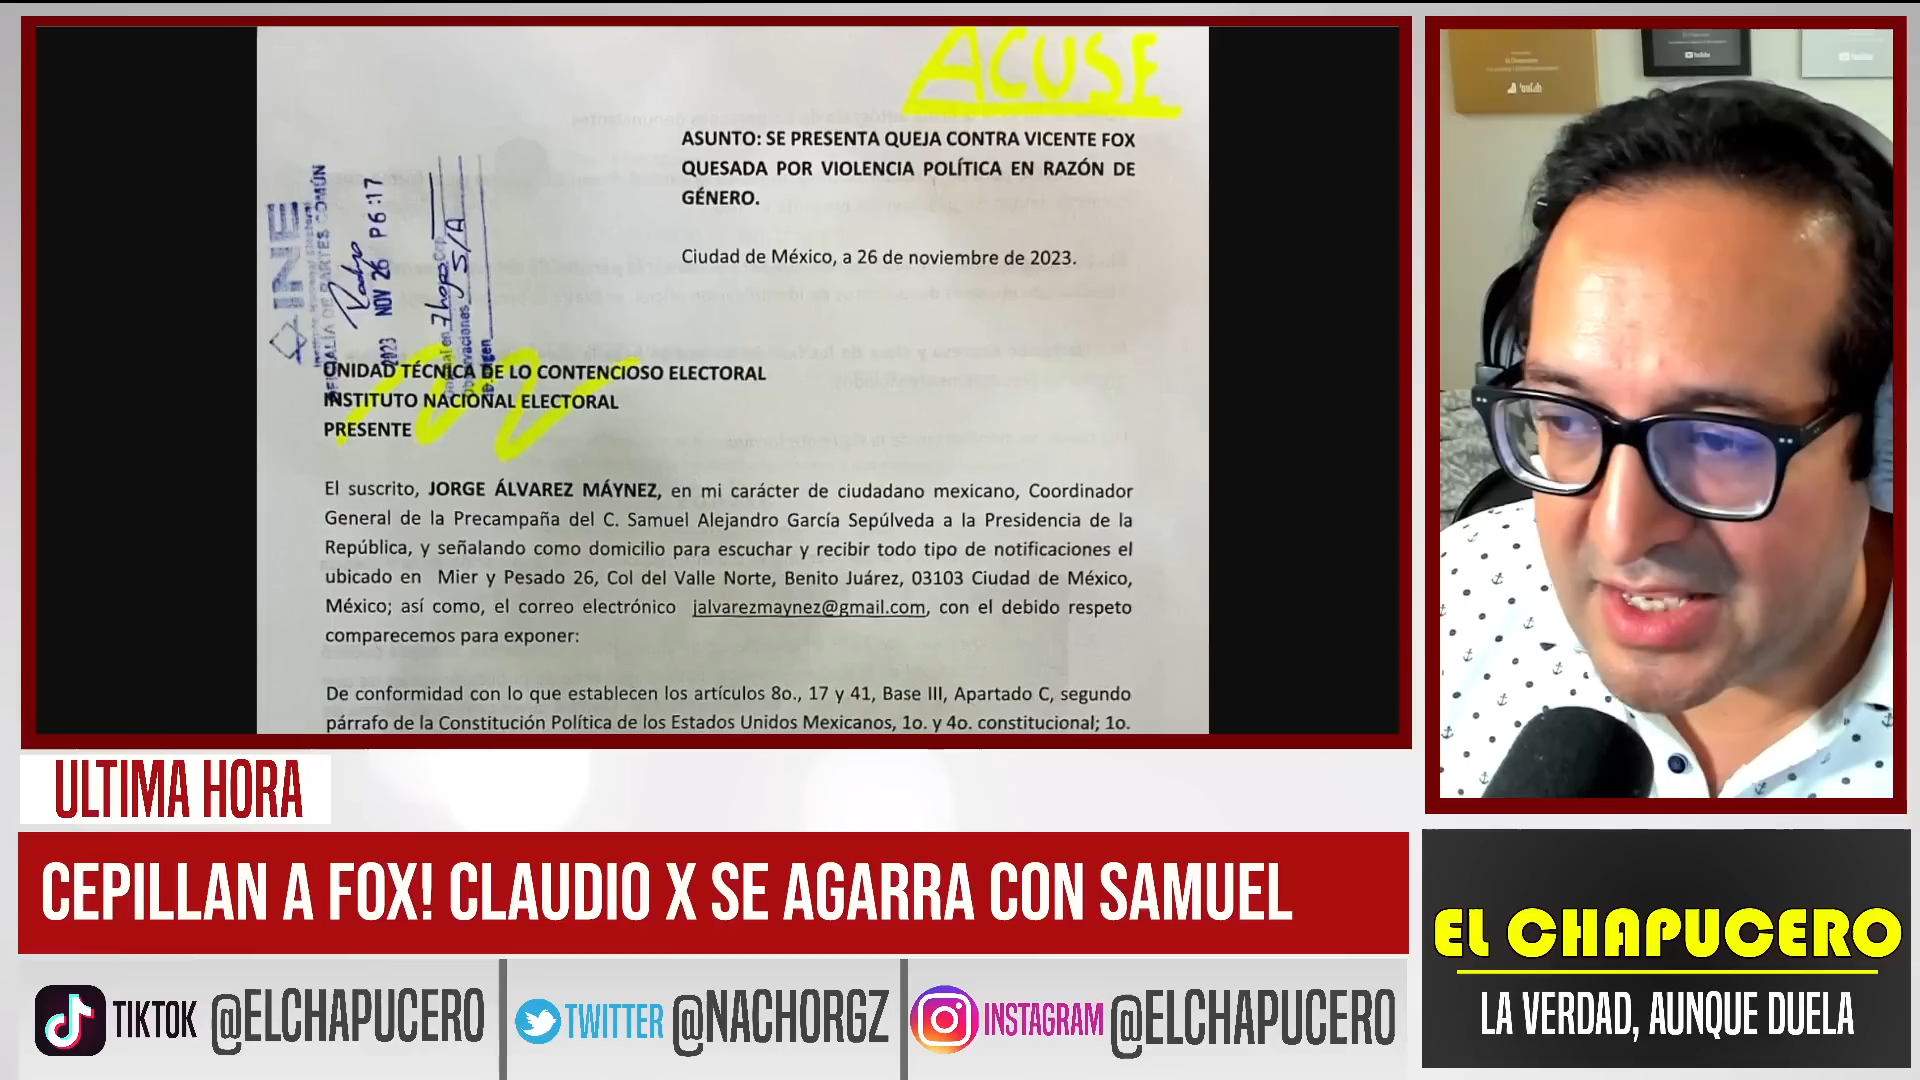 ACUSE
ASUNTO: SE PRESENTA QUEJA CONTRA VICENTE FOX
QUESADA POR VIOLENCIA POLÍTICA EN RAZÓN DE
GÉNERO.
Ciudad de México, a 26 de noviembre de 2023.
INE
2023 NOV 26 P6:17
7 hojas
S/A
UNIDAD TÉCNICA DE LO CONTENCIOSO ELECTORAL
INSTITUTO NACIONAL ELECTORAL
PRESENTE
El suscrito, JORGE ÁLVAREZ MÁYNEZ, en mi carácter de ciudadano mexicano, Coordinador
General de la Precampaña del C. Samuel Alejandro García Sepúlveda a la Presidencia de la
República, y señalando como domicilio para escuchar y recibir todo tipo de notificaciones el
ubicado en Mier y Pesado 26, Col del Valle Norte, Benito Juárez, 03103 Ciudad de México,
México; así como, el correo electrónico jalvarezmaynez@gmail.com, con el debido respeto
comparecemos para exponer:
De conformidad con lo que establecen los artículos 8o., 17 y 41, Base III, Apartado C, segundo
párrafo de la Constitución Política de los Estados Unidos Mexicanos, 1o. y 4o. constitucional; 1o.
ULTIMA HORA
CEPILLAN A FOX! CLAUDIO X SE AGARRA CON SAMUEL
TIKTOK @ELCHAPUCERO
TWITTER @NACHORGZ
INSTAGRAM @ELCHAPUCERO
EL CHAPUCERO
LA VERDAD, AUNQUE DUELA